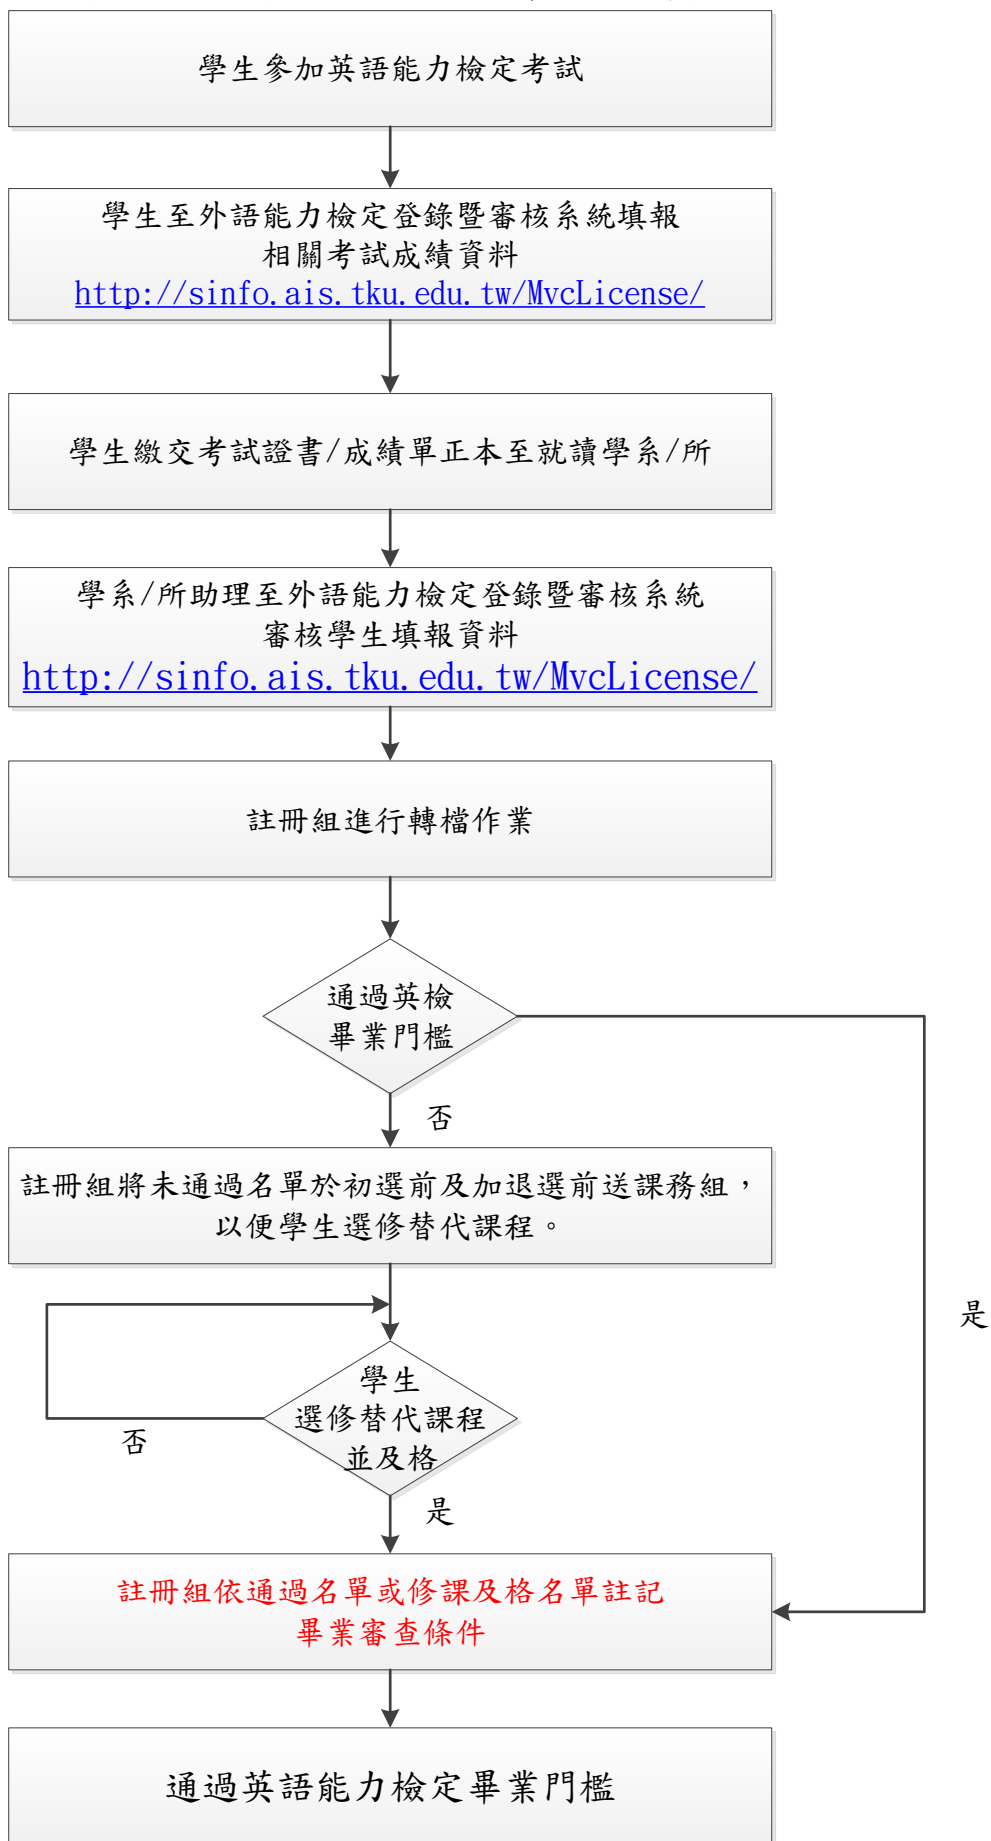 學生參加英語能力檢定考試
學生至外語能力檢定登錄暨審核系統填報
相關考試成績資料
http://sinfo.ais.tku.edu.tw/MvcLicense/
學生繳交考試證書/成績單正本至就讀學系/所
學系/所助理至外語能力檢定登錄暨審核系統
審核學生填報資料
http://sinfo.ais.tku.edu.tw/MvcLicense/
註冊組進行轉檔作業
通過英檢
畢業門檻
否
註冊組將未通過名單於初選前及加退選前送課務組，
以便學生選修替代課程。
是
學生
選修替代課程
並及格
否
是
註冊組依通過名單或修課及格名單註記
畢業審查條件
通過英語能力檢定畢業門檻